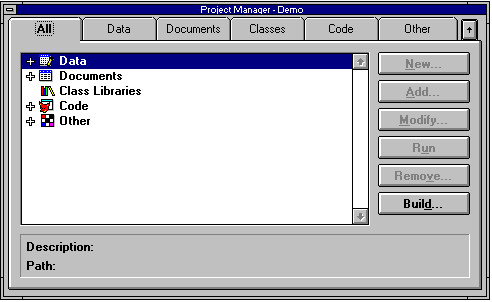 Project Manager - Demo
All Data Documents Classes Code Other
Data
Documents
Class Libraries
Code
Other
New...
Add...
Modify...
Run
Remove...
Build...
Description:
Path: